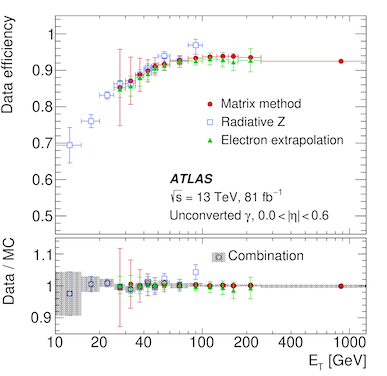 Data efficiency
1
0.9
0.8
0.7
0.6
0.5
Matrix method
Radiative Z
Electron extrapolation
ATLAS
√s = 13 TeV, 81 fb⁻¹
Unconverted γ, 0.0<|η|<0.6
Data / MC
1.1
1
0.9
Combination
10 20 30 40 100 200 1000
400
E_T [GeV]